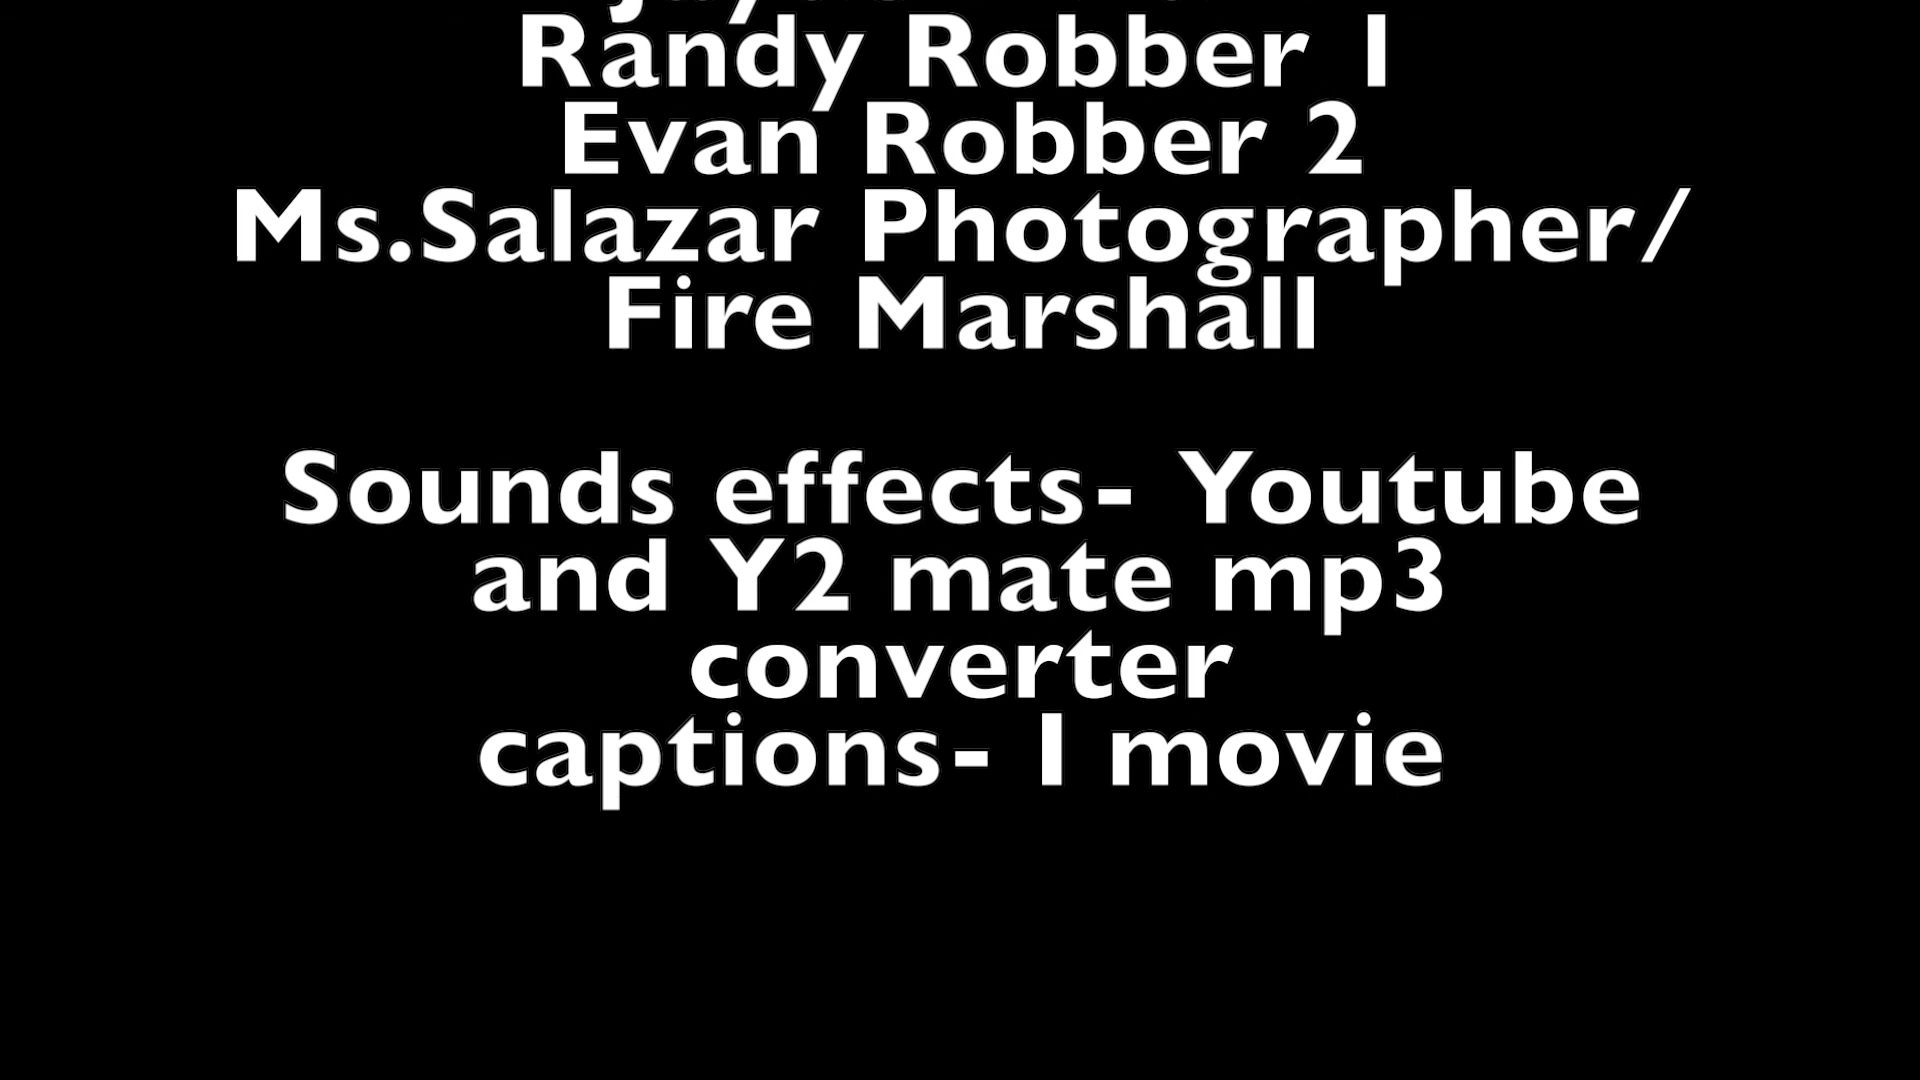 Randy Robber 1
Evan Robber 2
Ms.Salazar Photographer/
Fire Marshall
Sounds effects- Youtube
and Y2 mate mp3
converter
captions- I movie